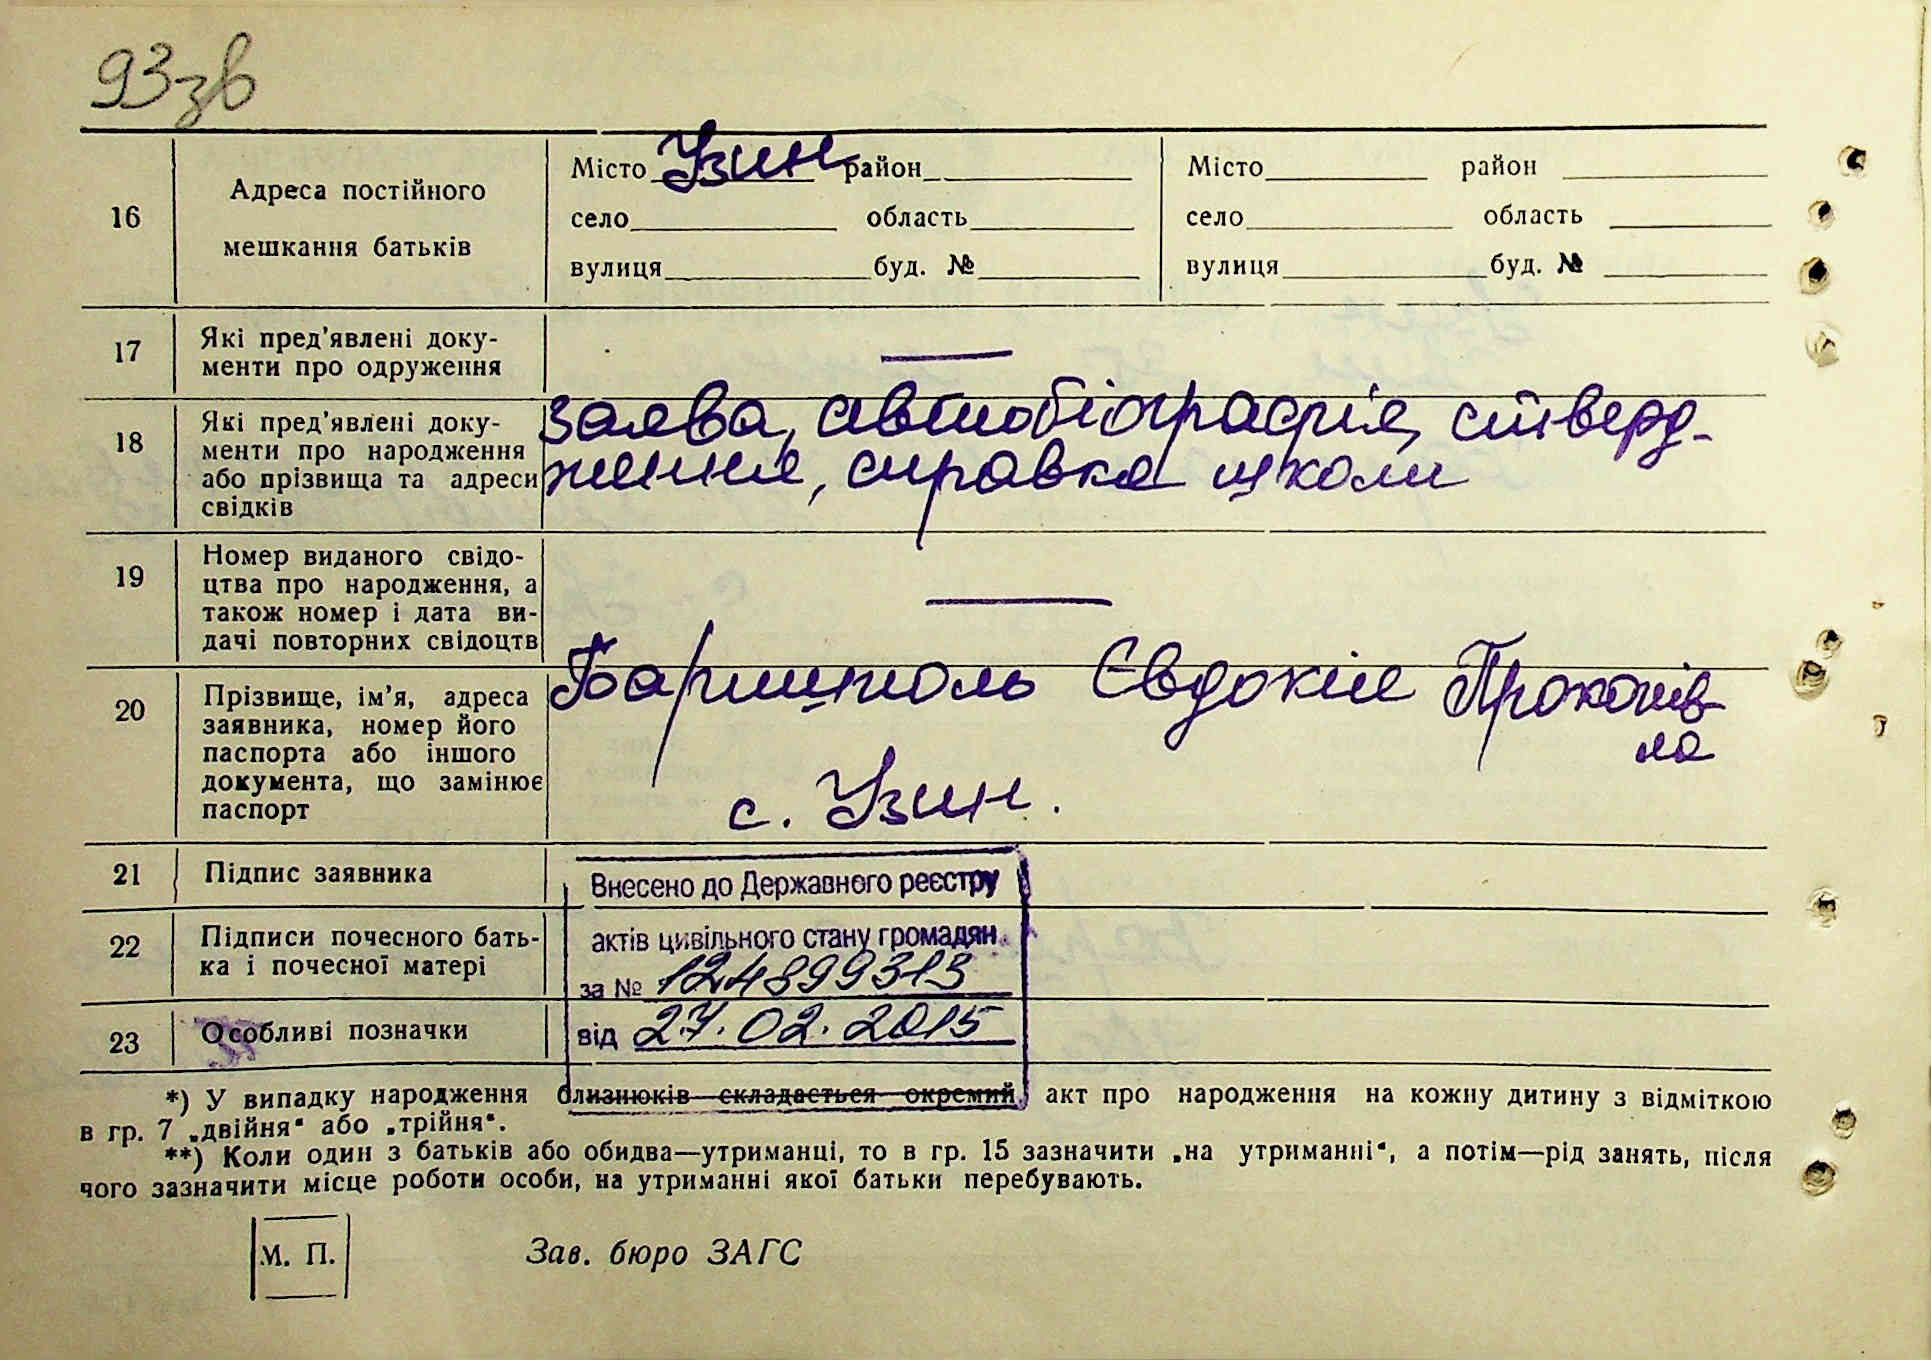 93зв
16 Адреса постійного мешкання батьків
Місто Узин район
село область
вулиця буд. №
Місто район
село область
вулиця буд. №
17 Які пред'явлені доку-
менти про одруження
—
18 Які пред'явлені доку-
менти про народження
або прізвища та адреси
свідків
заява, автобіографія, стверд-
ження, справка школи
19 Номер виданого свідо-
цтва про народження, а
також номер і дата ви-
дачі повторних свідоцтв
—
20 Прізвище, ім'я, адреса
заявника, номер його
паспорта або іншого
документа, що замінює
паспорт
Баришполь Євдокія Прокопів-
на
с. Узин.
21 Підпис заявника
22 Підписи почесного бать-
ка і почесної матері
23 Особливі позначки
Внесено до Державного реєстру
актів цивільного стану громадян
за № 124899313
від 27.02.2015
*) У випадку народження близнюків складається окремий акт про народження на кожну дитину з відміткою
в гр. 7 „двійня" або „трійня".
**) Коли один з батьків або обидва—утриманці, то в гр. 15 зазначити „на утриманні", а потім—рід занять, після
чого зазначити місце роботи особи, на утриманні якої батьки перебувають.
М. П.
Зав. бюро ЗАГС